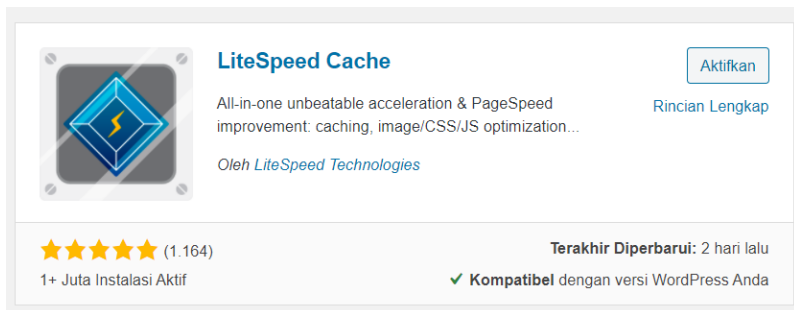 LiteSpeed Cache
Aktifkan
All-in-one unbeatable acceleration & PageSpeed
Rincian Lengkap
improvement: caching, image/CSS/JS optimization...
Oleh LiteSpeed Technologies
(1.164)
Terakhir Diperbarui: 2 hari lalu
1+ Juta Instalasi Aktif
Kompatibel dengan versi WordPress Anda